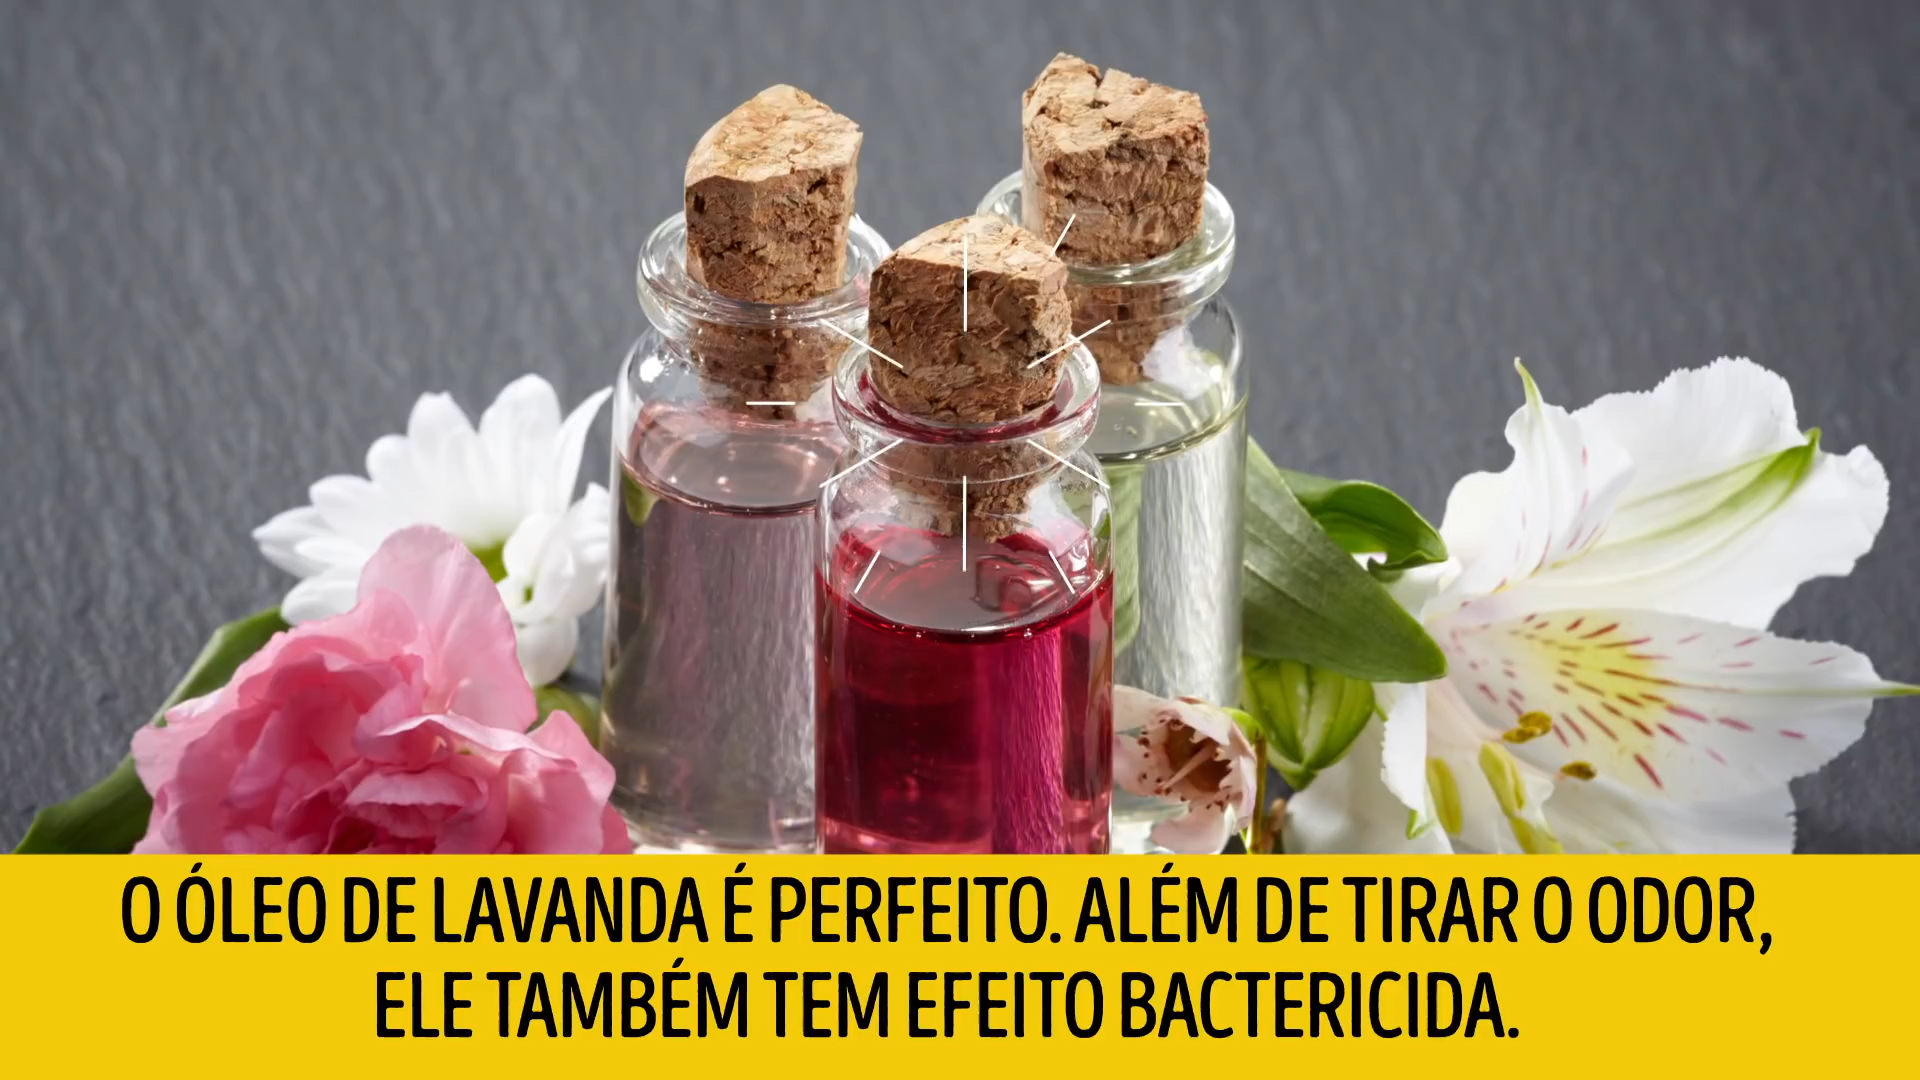 O ÓLEO DE LAVANDA É PERFEITO. ALÉM DE TIRAR O ODOR,
ELE TAMBÉM TEM EFEITO BACTERICIDA.